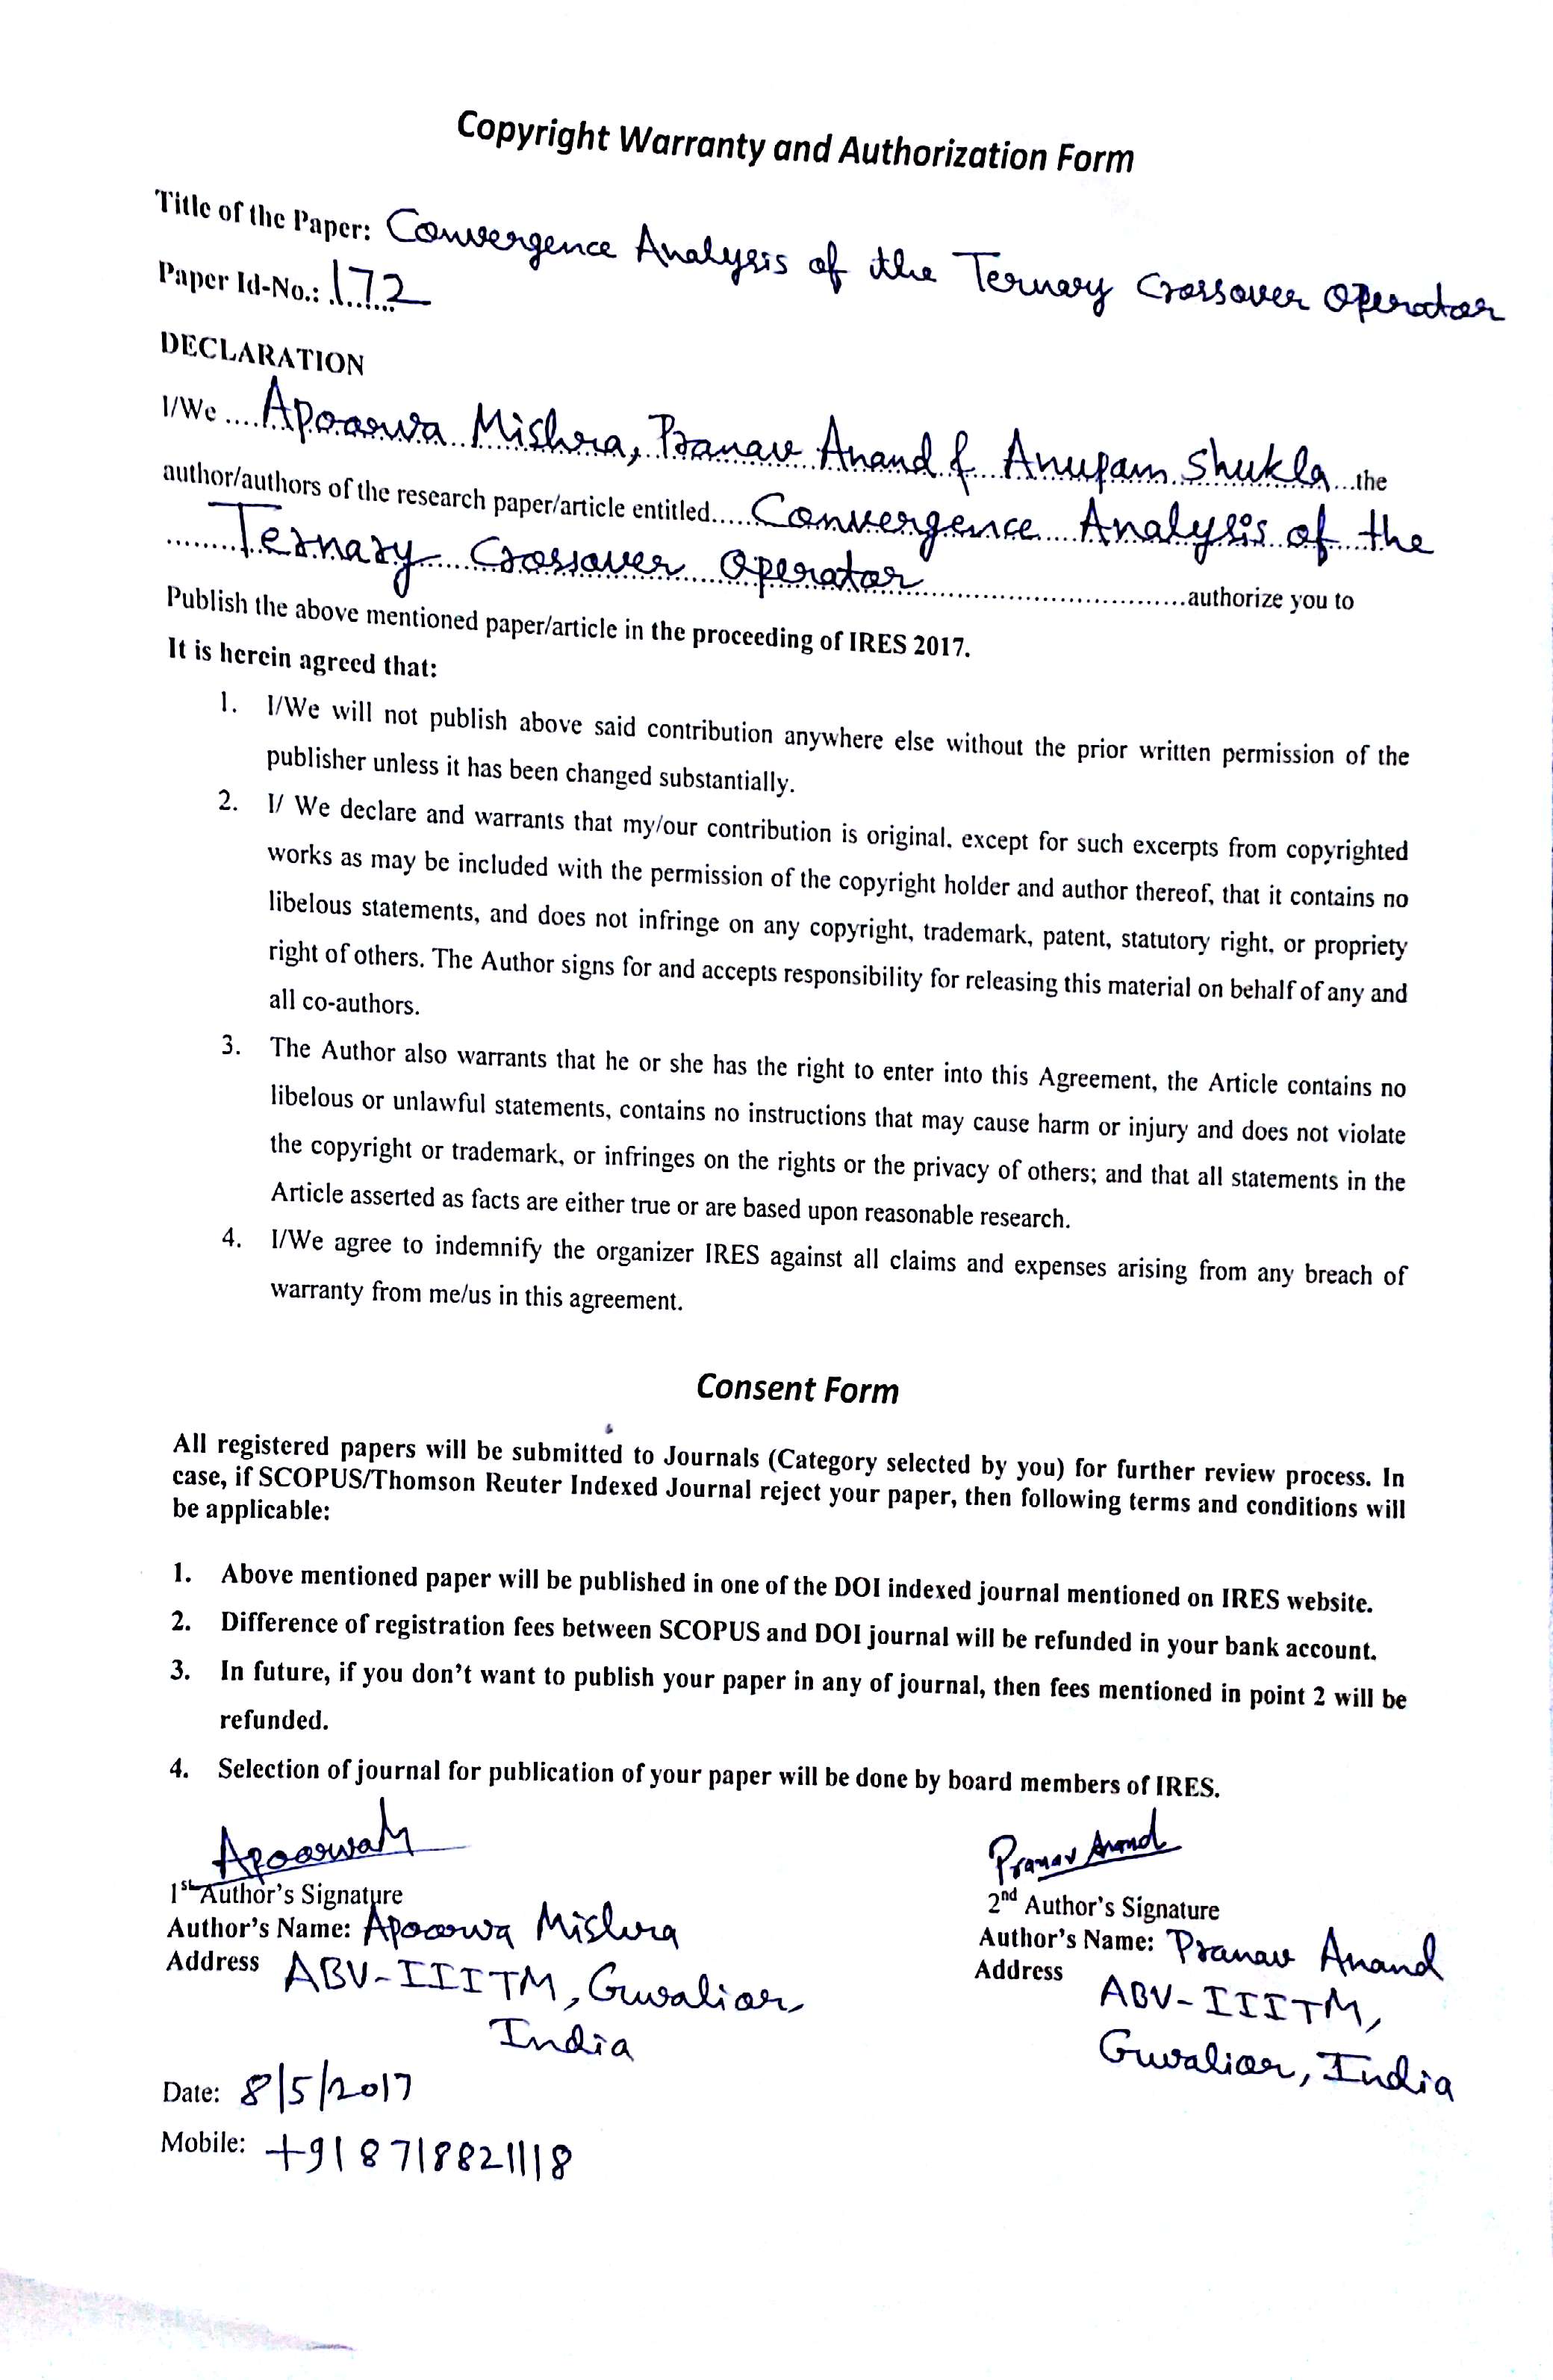 Copyright Warranty and Authorization Form
Title of the Paper: Convergence Analysis of the Ternary Crossover Operator
Paper Id-No.: 172
DECLARATION
I/We .... Apoorva Mishra, Pranav Anand & Anupam Shukla ...the
author/authors of the research paper/article entitled..... Convergence Analysis of the
......... Ternary Crossover Operator ..............................authorize you to
Publish the above mentioned paper/article in the proceeding of IRES 2017.
It is herein agreed that:
1. I/We will not publish above said contribution anywhere else without the prior written permission of the
publisher unless it has been changed substantially.
2. I/ We declare and warrants that my/our contribution is original, except for such excerpts from copyrighted
works as may be included with the permission of the copyright holder and author thereof, that it contains no
libelous statements, and does not infringe on any copyright, trademark, patent, statutory right, or propriety
right of others. The Author signs for and accepts responsibility for releasing this material on behalf of any and
all co-authors.
3. The Author also warrants that he or she has the right to enter into this Agreement, the Article contains no
libelous or unlawful statements, contains no instructions that may cause harm or injury and does not violate
the copyright or trademark, or infringes on the rights or the privacy of others; and that all statements in the
Article asserted as facts are either true or are based upon reasonable research.
4. I/We agree to indemnify the organizer IRES against all claims and expenses arising from any breach of
warranty from me/us in this agreement.
Consent Form
All registered papers will be submitted to Journals (Category selected by you) for further review process. In
case, if SCOPUS/Thomson Reuter Indexed Journal reject your paper, then following terms and conditions will
be applicable:
1. Above mentioned paper will be published in one of the DOI indexed journal mentioned on IRES website.
2. Difference of registration fees between SCOPUS and DOI journal will be refunded in your bank account.
3. In future, if you don't want to publish your paper in any of journal, then fees mentioned in point 2 will be
refunded.
4. Selection of journal for publication of your paper will be done by board members of IRES.
ApoorvaM
1st Author's Signature
Author's Name: Apoorva Mishra
Address ABV-IIITM, Gwalior,
India
Date: 8/5/2017
Mobile: +918718821118
Pranav Anand
2nd Author's Signature
Author's Name: Pranav Anand
Address
ABV-IIITM,
Gwalior, India